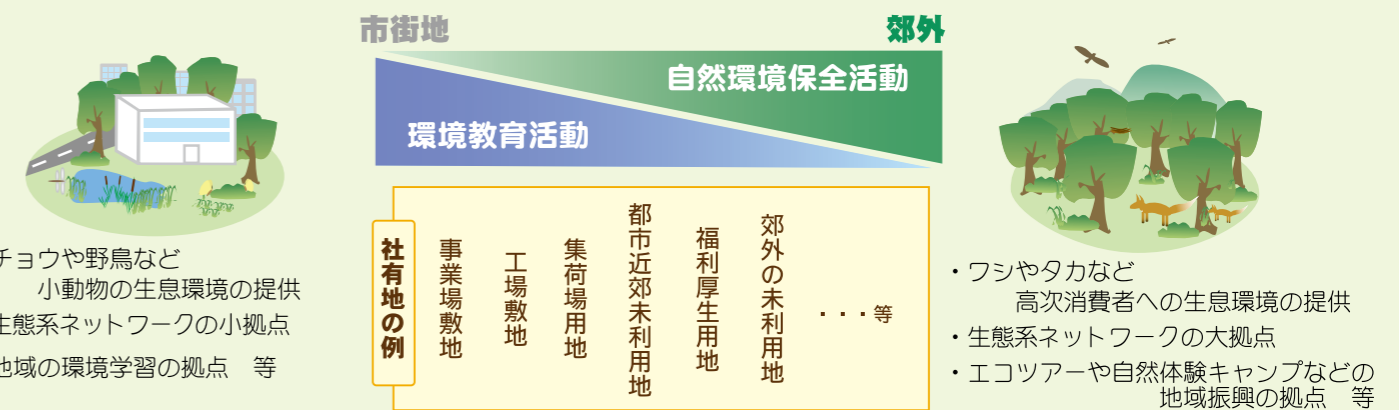 市街地
郊外
自然環境保全活動
環境教育活動
チョウや野鳥など
小動物の生息環境の提供
生態系ネットワークの小拠点
地域の環境学習の拠点　等
社有地の例
事業場敷地
工場敷地
集荷場用地
都市近郊未利用地
福利厚生用地
郊外の未利用地
・・・等
・ワシやタカなど
高次消費者への生息環境の提供
・生態系ネットワークの大拠点
・エコツアーや自然体験キャンプなどの
地域振興の拠点　等